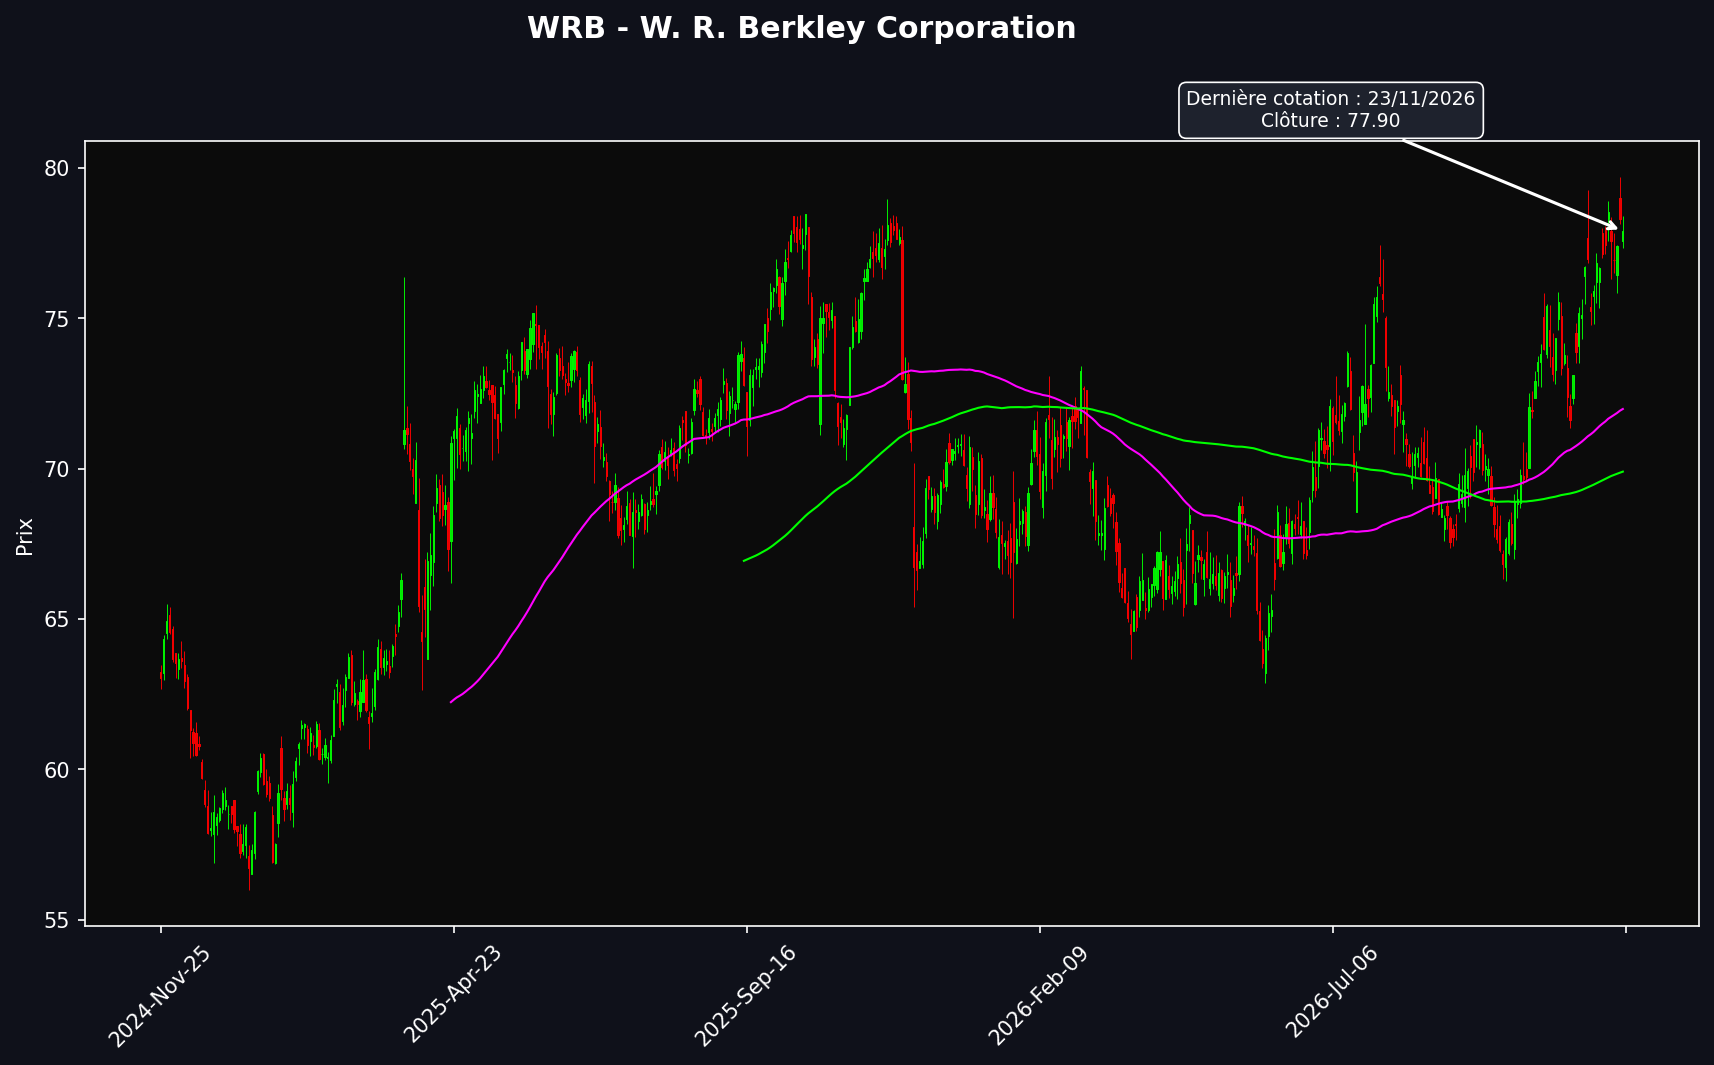 WRB - W. R. Berkley Corporation
Dernière cotation : 23/11/2026
Clôture : 77.90
Prix
80
75
70
65
60
55
2024-Nov-25
2025-Apr-23
2025-Sep-16
2026-Feb-09
2026-Jul-06